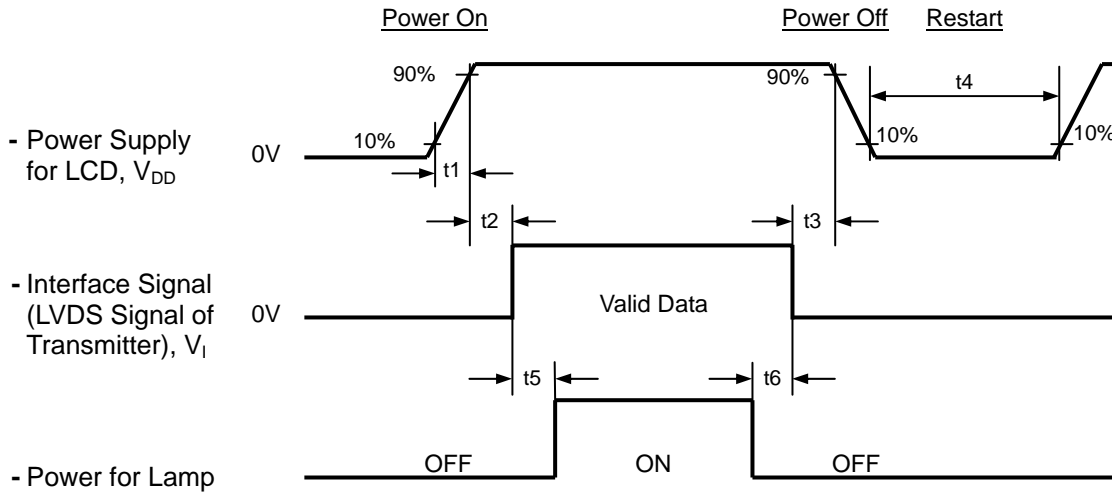 Power On
Power Off
Restart
90%
90%
t4
- Power Supply
for LCD, VDD
0V
10%
10%
10%
t1
t2
t3
- Interface Signal
(LVDS Signal of
Transmitter), VI
0V
Valid Data
t5
t6
- Power for Lamp
OFF
ON
OFF